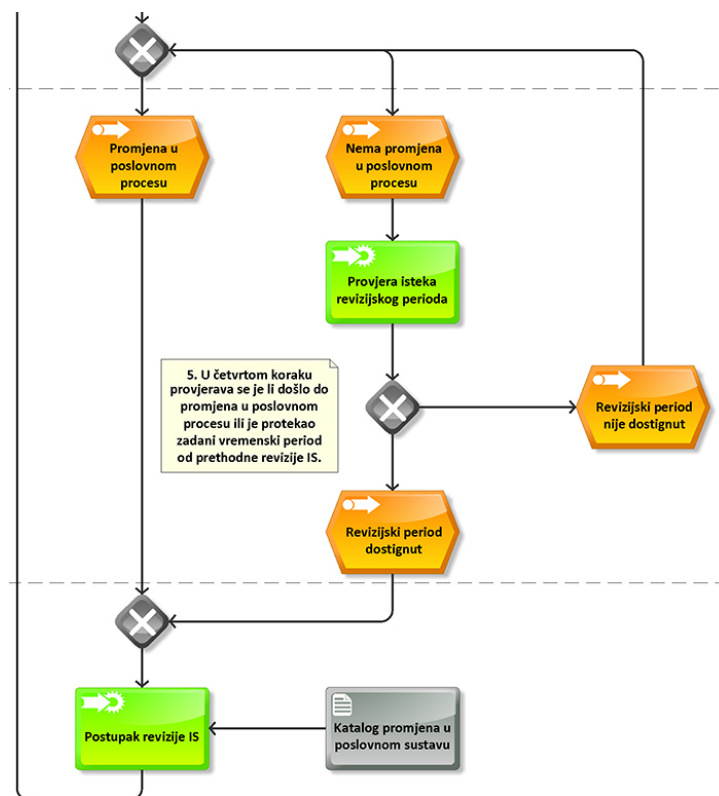 Promjena u
poslovnom
procesu
Nema promjena
u poslovnom
procesu
Provjera isteka
revizijskog perioda
5. U četvrtom koraku
provjerava se je li došlo do
promjena u poslovnom
procesu ili je protekao
zadani vremenski period
od prethodne revizije IS.
Revizijski period
nije dostignut
Revizijski period
dostignut
Postupak revizije IS
Katalog promjena u
poslovnom sustavu